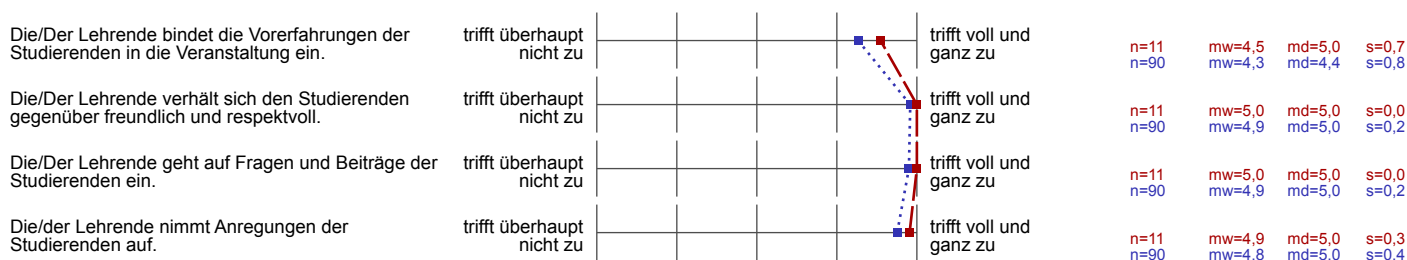 Die/Der Lehrende bindet die Vorerfahrungen der
Studierenden in die Veranstaltung ein.
trifft überhaupt
nicht zu
trifft voll und
ganz zu
n=11 mw=4,5 md=5,0 s=0,7
n=90 mw=4,3 md=4,4 s=0,8
Die/Der Lehrende verhält sich den Studierenden
gegenüber freundlich und respektvoll.
trifft überhaupt
nicht zu
trifft voll und
ganz zu
n=11 mw=5,0 md=5,0 s=0,0
n=90 mw=4,9 md=5,0 s=0,2
Die/Der Lehrende geht auf Fragen und Beiträge der
Studierenden ein.
trifft überhaupt
nicht zu
trifft voll und
ganz zu
n=11 mw=5,0 md=5,0 s=0,0
n=90 mw=4,9 md=5,0 s=0,2
Die/der Lehrende nimmt Anregungen der
Studierenden auf.
trifft überhaupt
nicht zu
trifft voll und
ganz zu
n=11 mw=4,9 md=5,0 s=0,3
n=90 mw=4,8 md=5,0 s=0,4